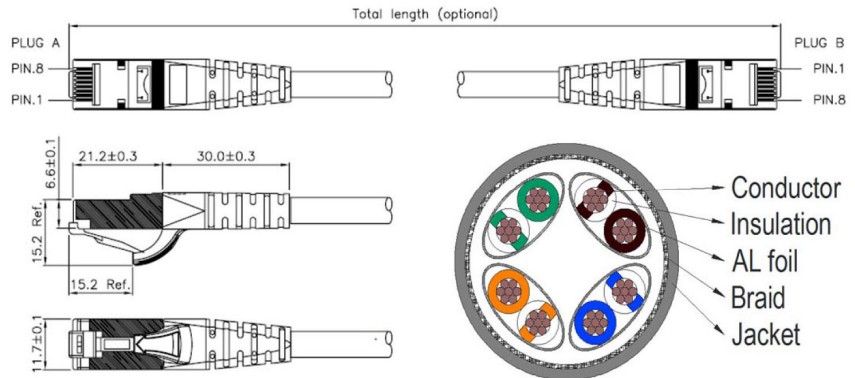 Total length (optional)
PLUG A
PLUG B
PIN.8
PIN.1
PIN.1
PIN.8
21.2±0.3
30.0±0.3
6.6±0.1
15.2 Ref.
15.2 Ref.
11.7±0.1
Conductor
Insulation
AL foil
Braid
Jacket